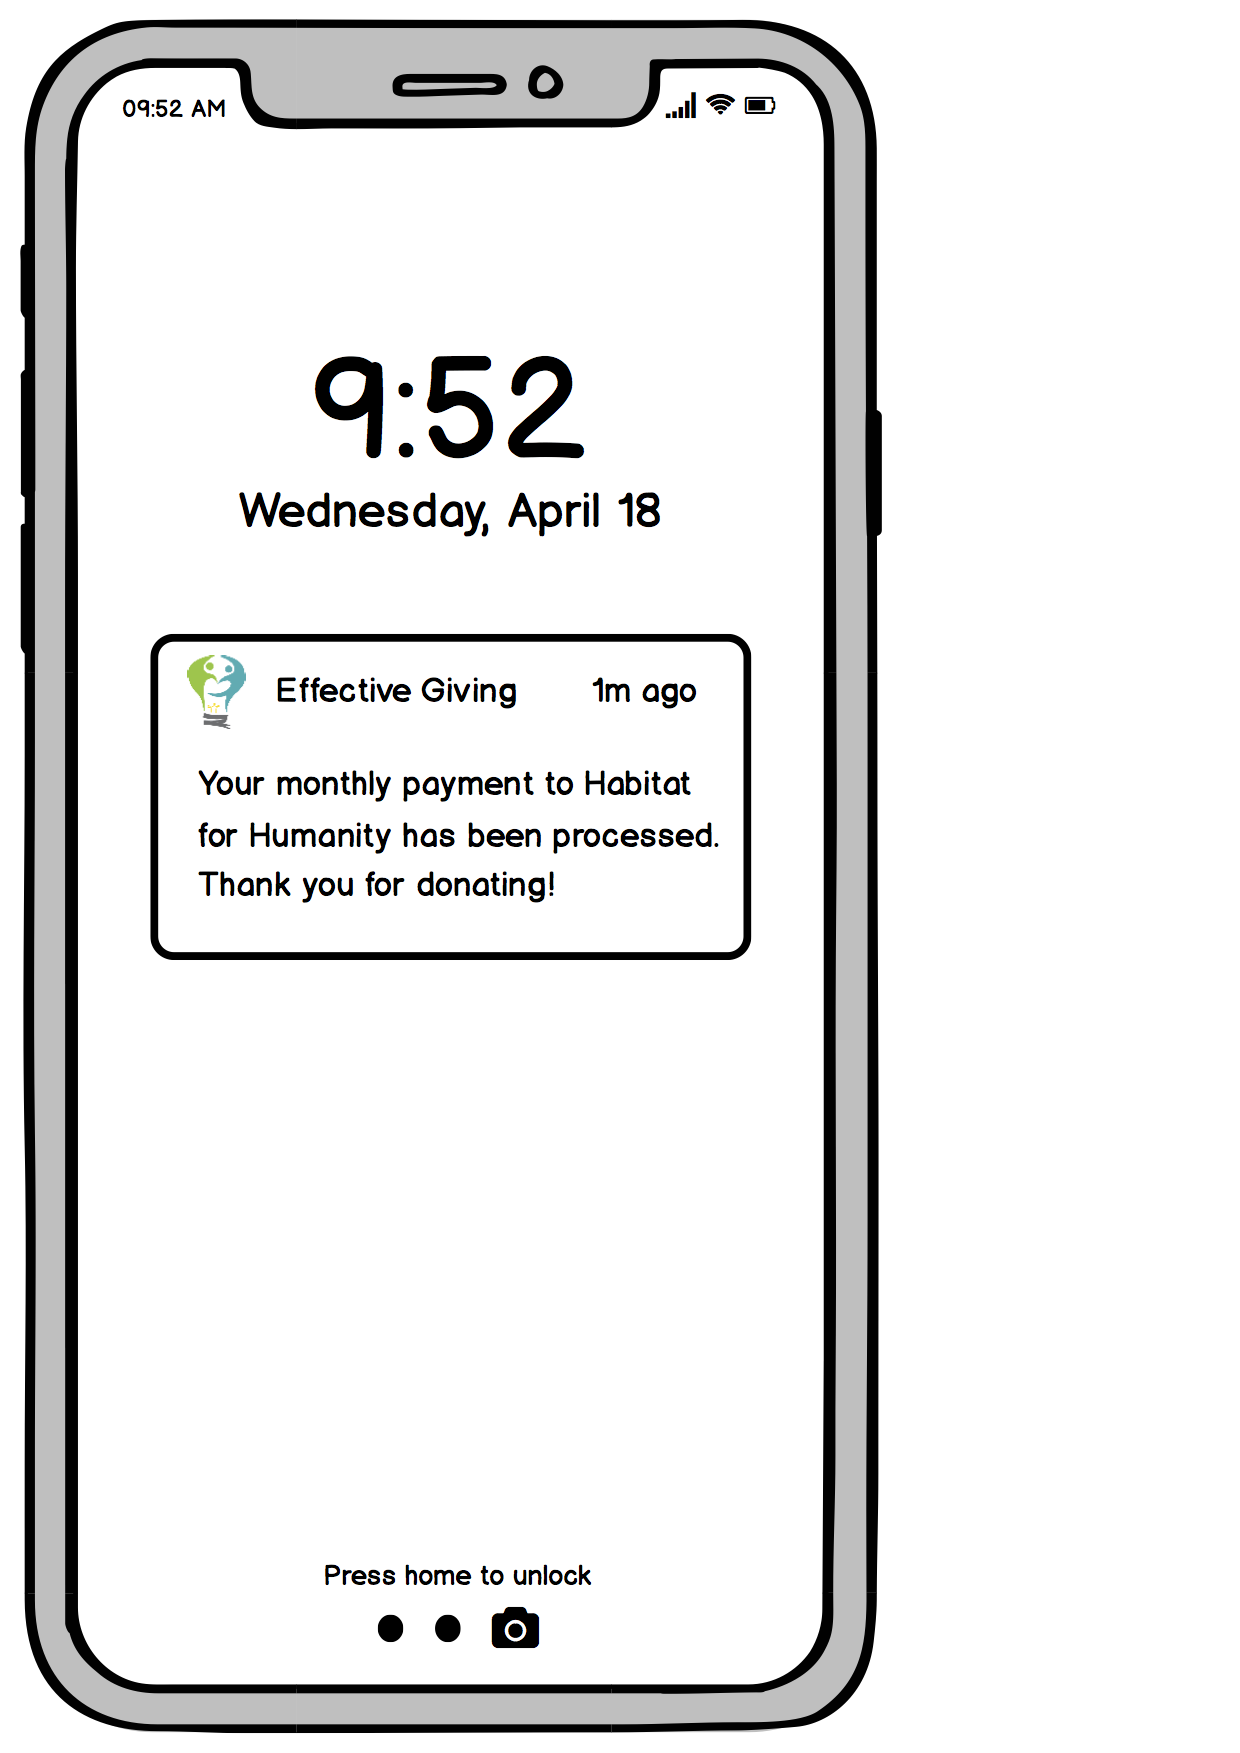 09:52 AM
9:52
Wednesday, April 18
Effective Giving 1m ago
Your monthly payment to Habitat
for Humanity has been processed.
Thank you for donating!
Press home to unlock